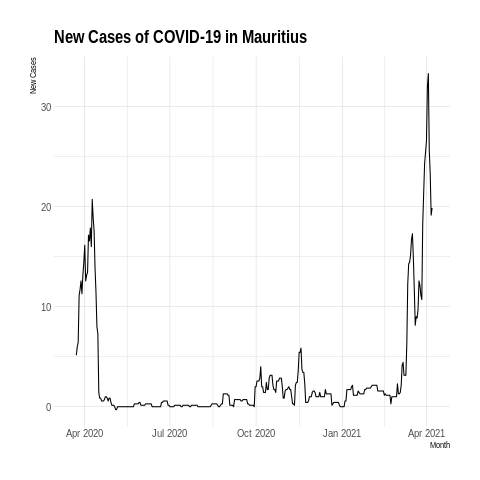 New Cases of COVID-19 in Mauritius
New Cases
30
20
10
0
Apr 2020 Jul 2020 Oct 2020 Jan 2021 Apr 2021
Month